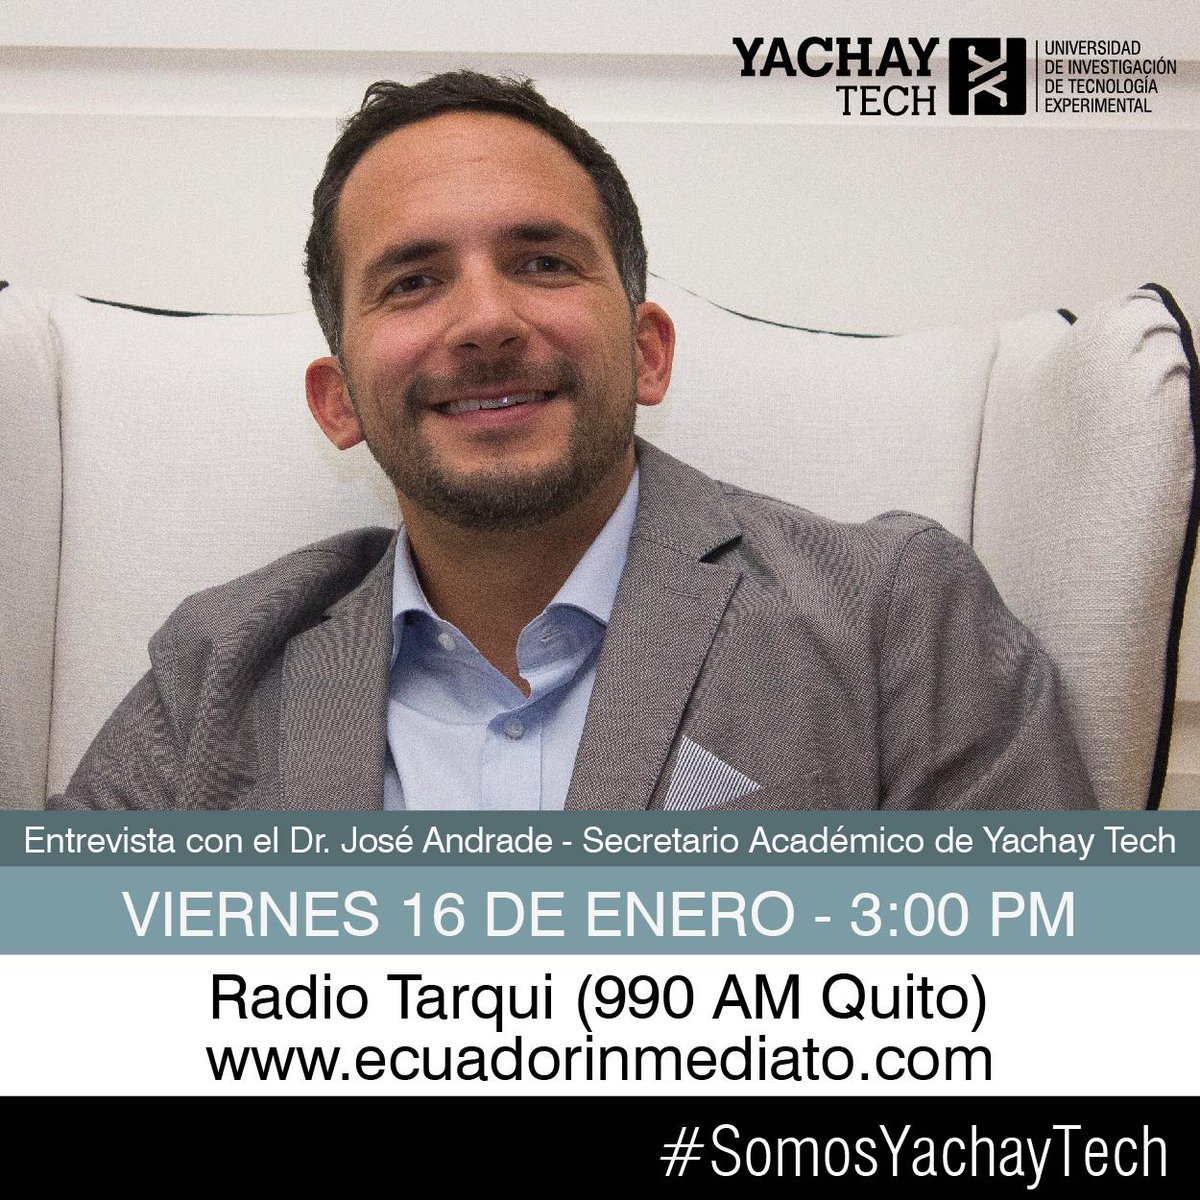 YACHAY
TECH
UNIVERSIDAD
DE INVESTIGACIÓN
DE TECNOLOGÍA
EXPERIMENTAL
Entrevista con el Dr. José Andrade - Secretario Académico de Yachay Tech
VIERNES 16 DE ENERO - 3:00 PM
Radio Tarqui (990 AM Quito)
www.ecuadorinmediato.com
#SomosYachayTech